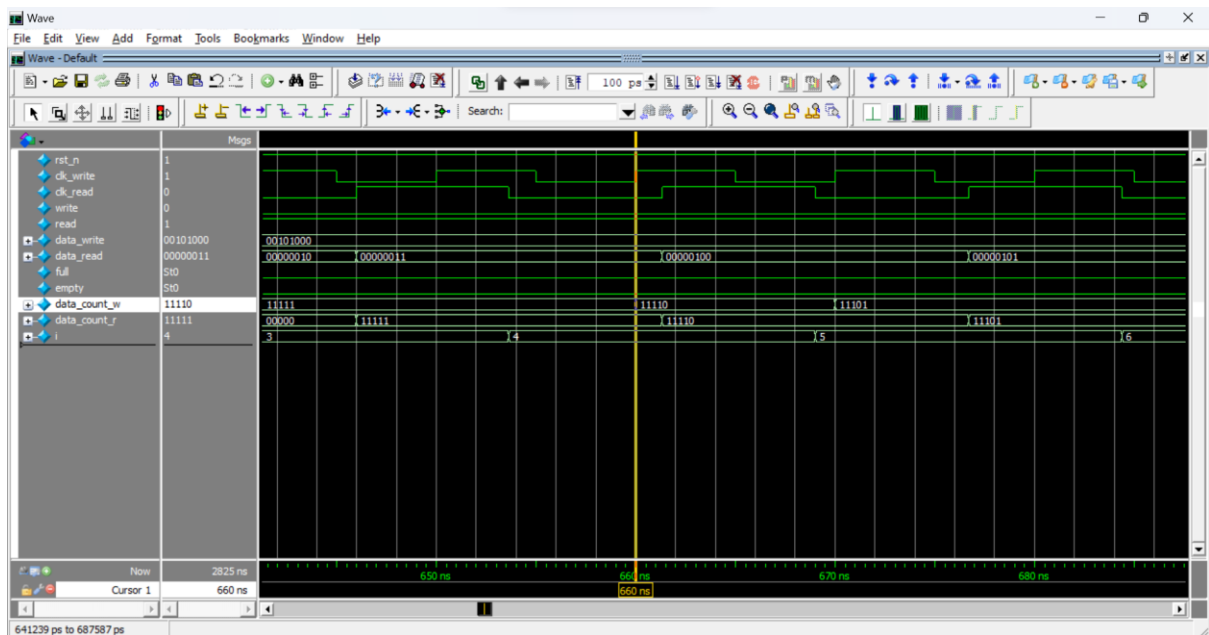 Wave
File Edit View Add Format Tools Bookmarks Window Help
Wave - Default
100 ps
Search:
Msgs
rst_n 1
clk_write 1
clk_read 0
write 0
read 1
data_write 00101000 00101000
data_read 00000011 00000010 00000011 00000100 00000101
full St0
empty St0
data_count_w 11110 11111 11110 11101
data_count_r 11111 00000 11111 11110 11101
i 4 3 4 5 6
Now 2825 ns 650 ns 660 ns 670 ns 680 ns
Cursor 1 660 ns 660 ns
641239 ps to 687587 ps